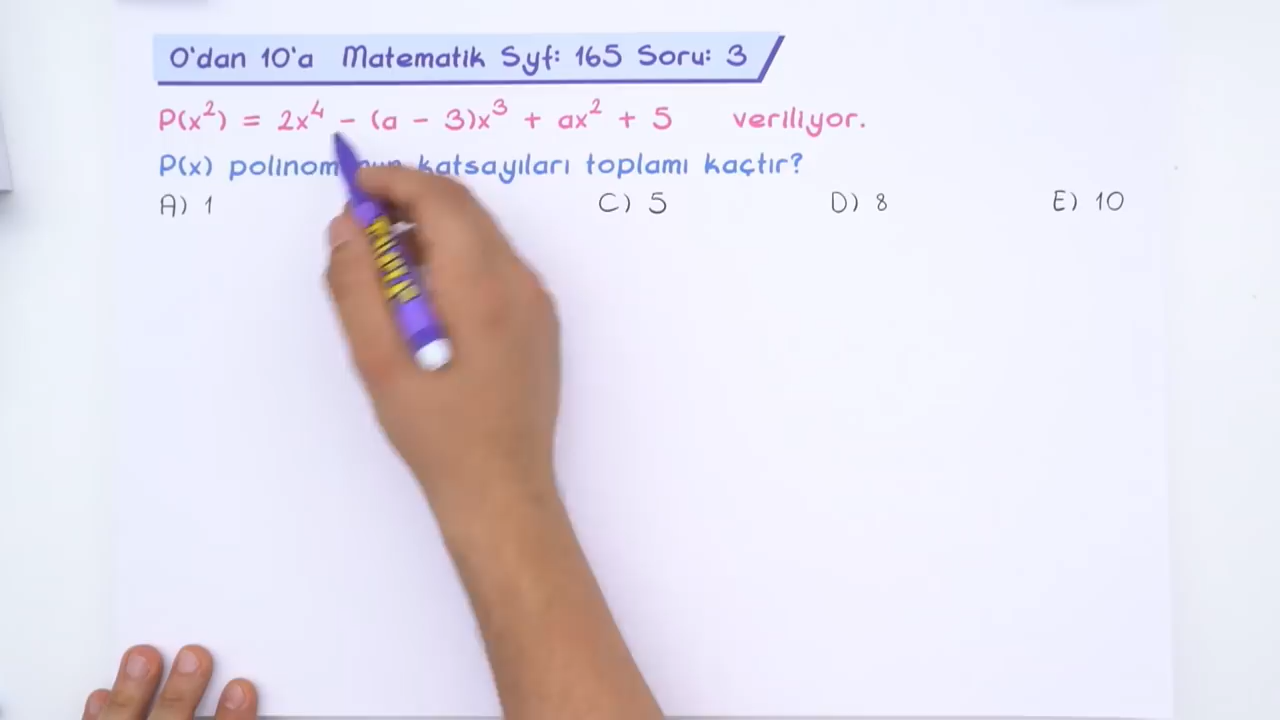 0'dan 10'a Matematik Syf: 165 Soru: 3
P(x²) = 2x⁴ - (a - 3)x³ + ax² + 5 veriliyor.
P(x) katsayıları toplamı kaçtır?
A) 1 C) 5 D) 8 E) 10